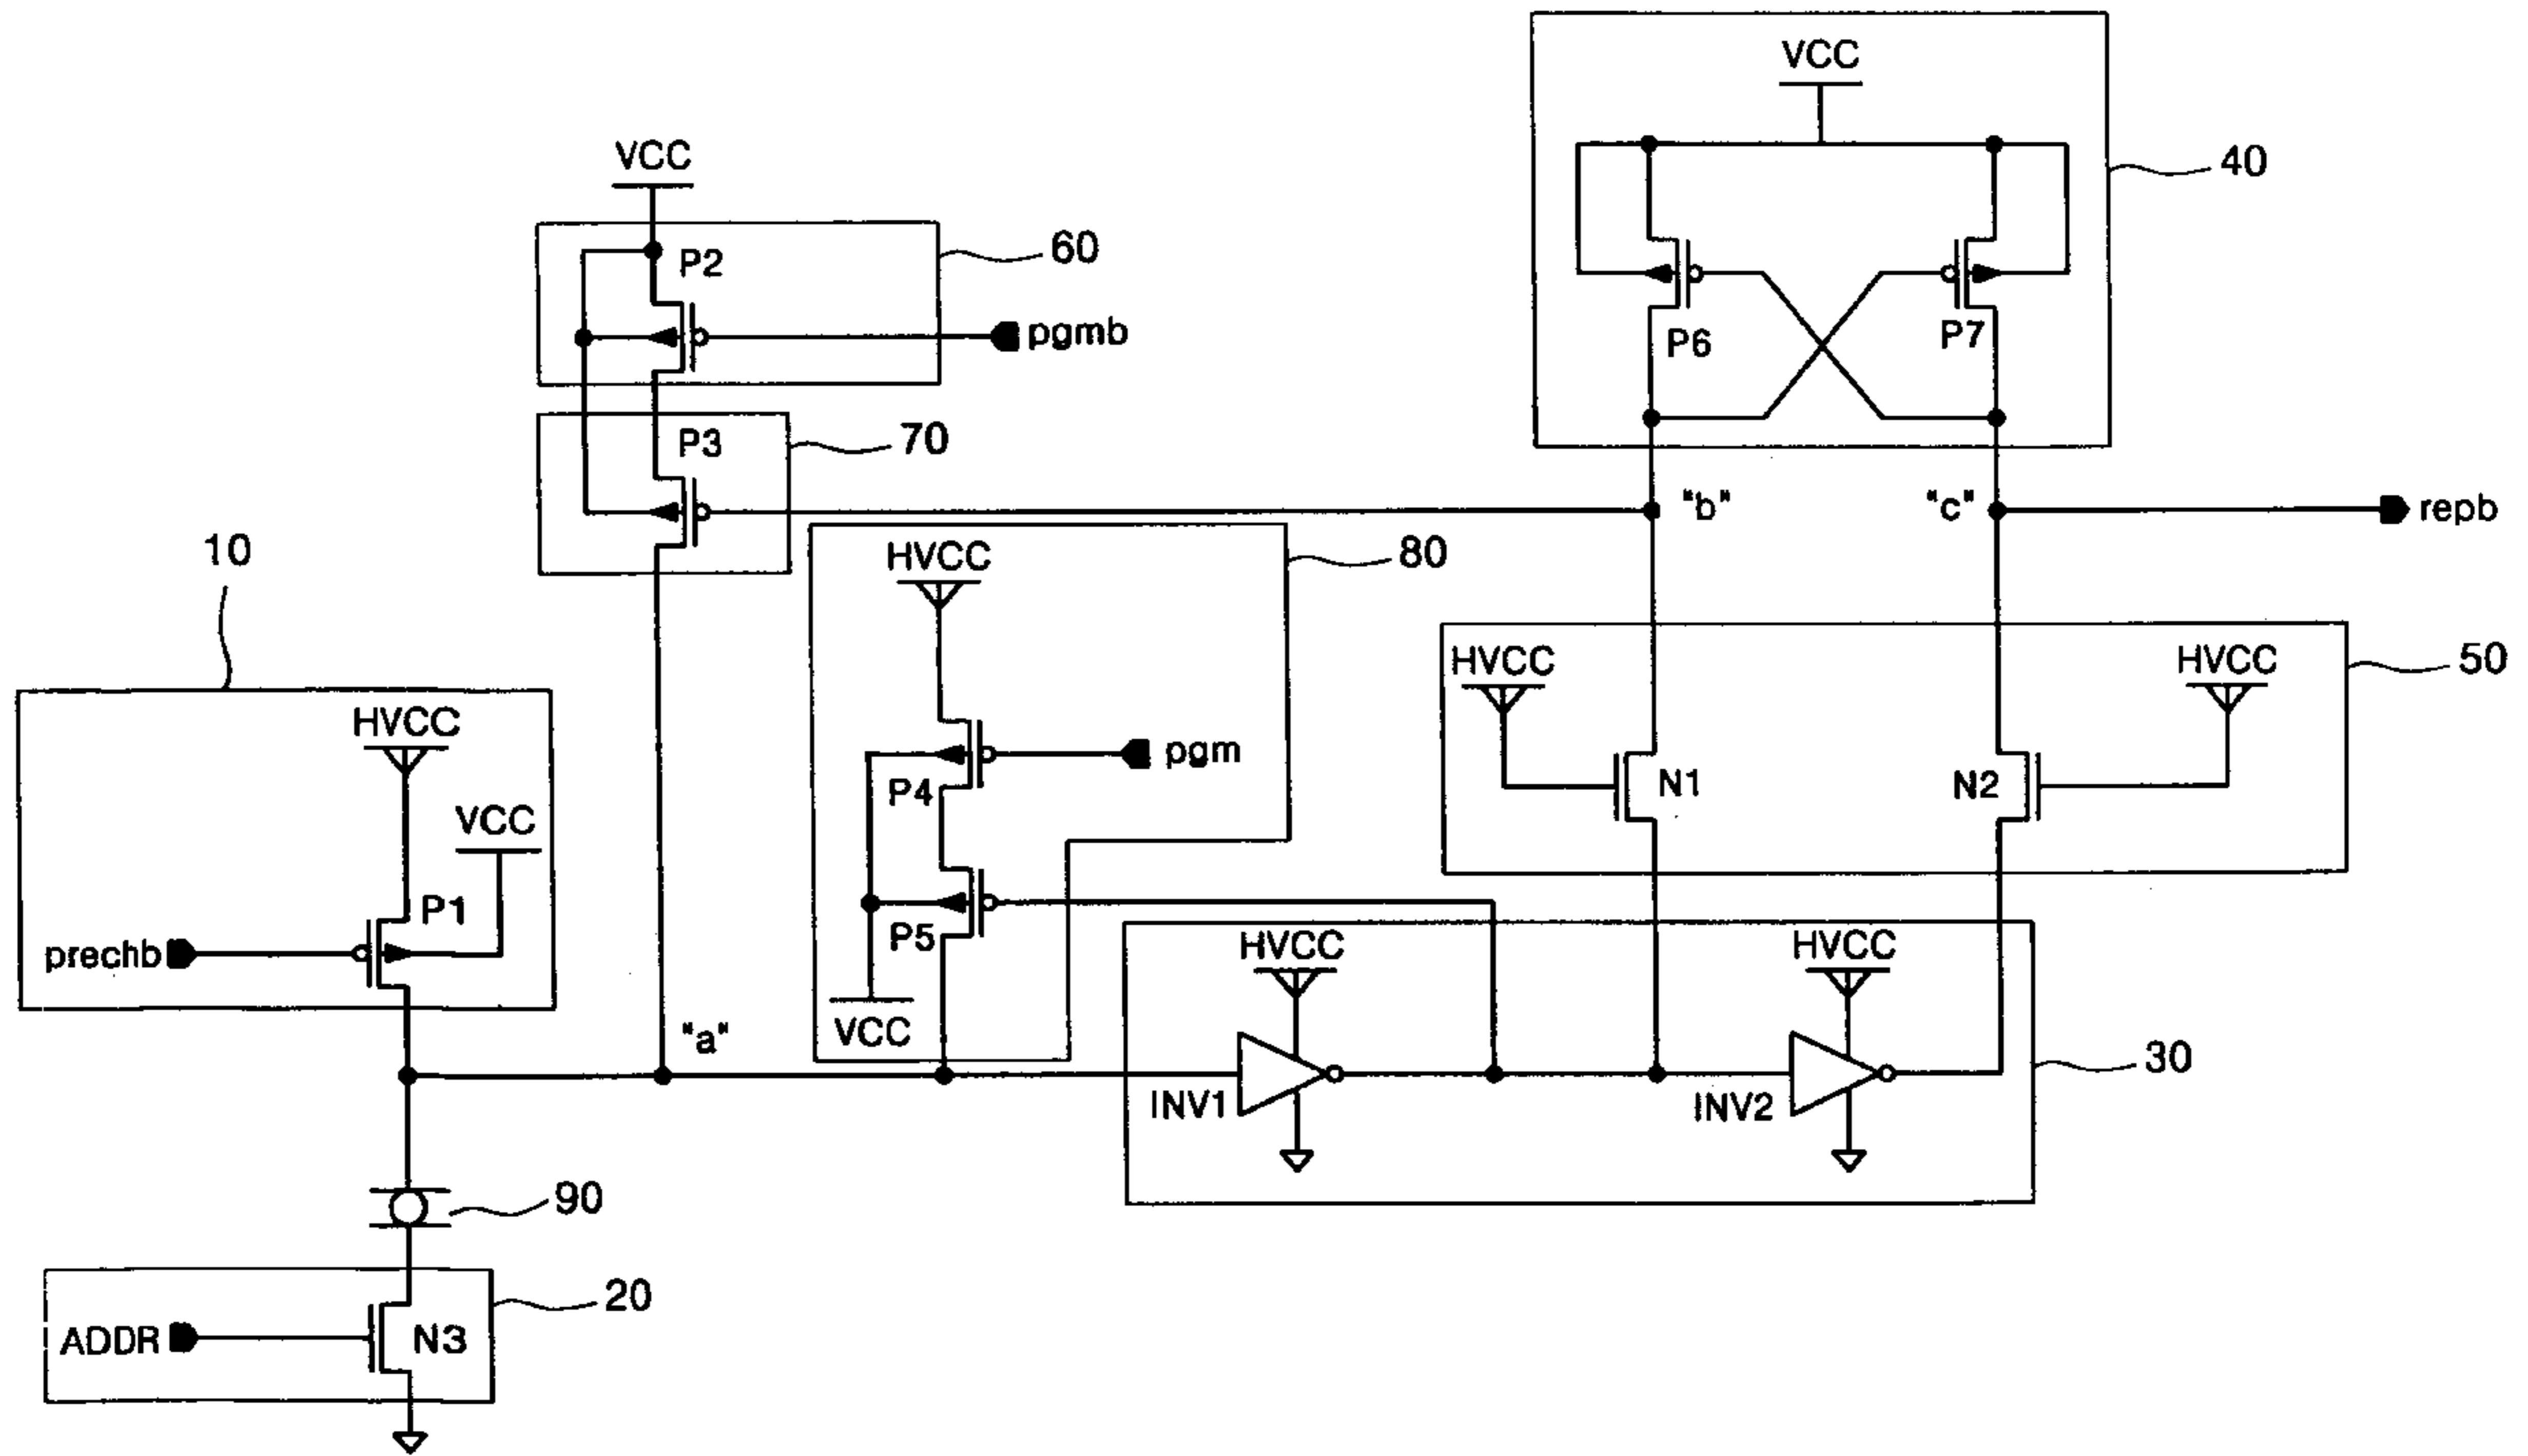 VCC
40
VCC
P2
60
pgmb
P6
P7
P3
70
"b"
"c"
repb
10
HVCC
80
HVCC
HVCC
50
HVCC
VCC
pgm
P4
N1
N2
P1
prechb
P5
HVCC
HVCC
VCC
"a"
30
INV1
INV2
90
20
ADDR
N3